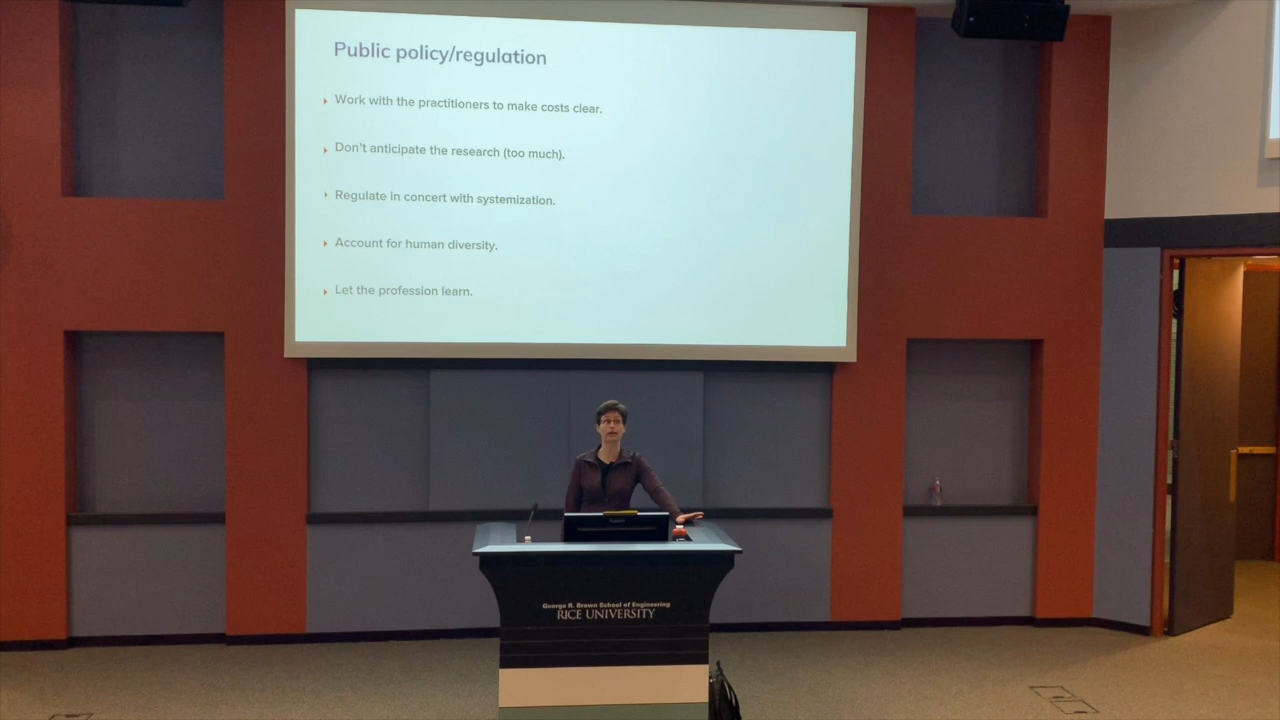 Public policy/regulation
Work with the practitioners to make costs clear.
Don't anticipate the research (too much).
Regulate in concert with systemization.
Account for human diversity.
Let the profession learn.
George R. Brown School of Engineering
RICE UNIVERSITY